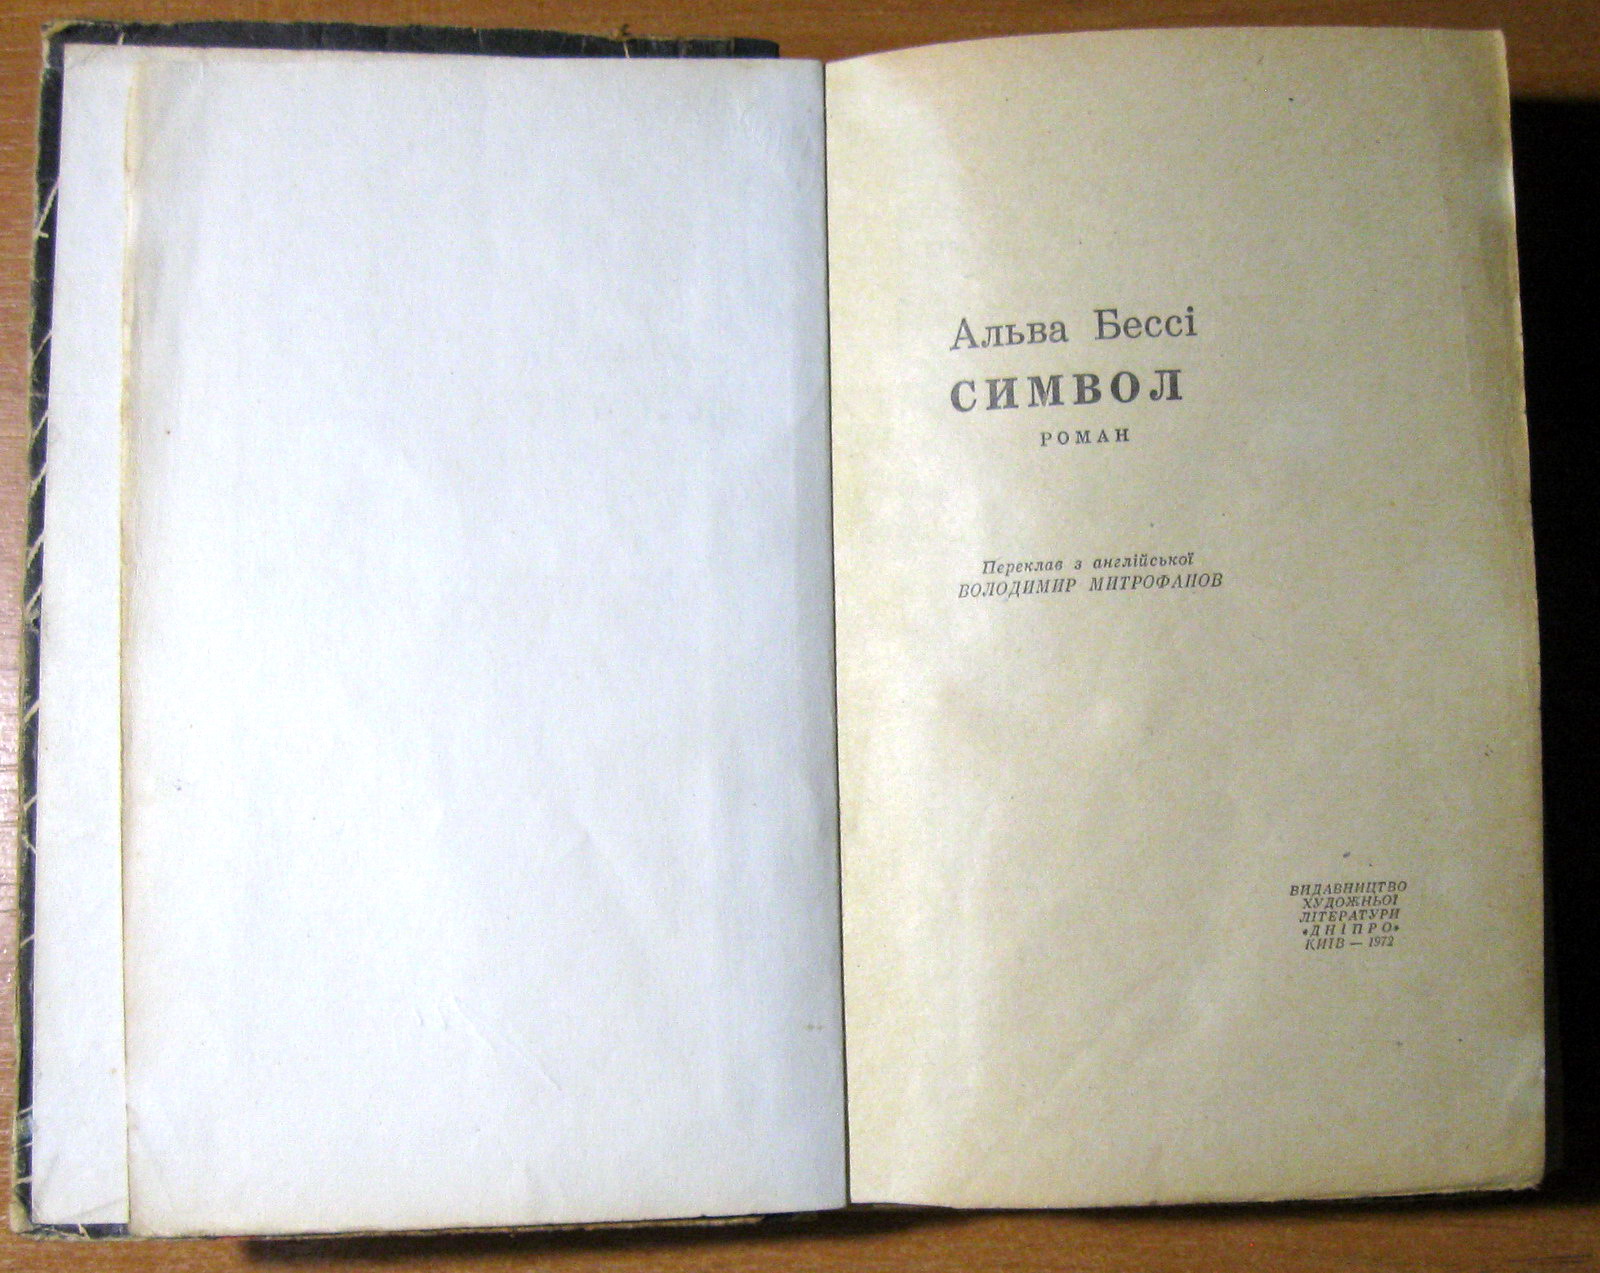 Альва Бессі
СИМВОЛ
РОМАН
Переклав з англійської
ВОЛОДИМИР МИТРОФАНОВ
ВИДАВНИЦТВО
ХУДОЖНЬОЇ
ЛІТЕРАТУРИ
«ДНІПРО»
КИЇВ — 1972